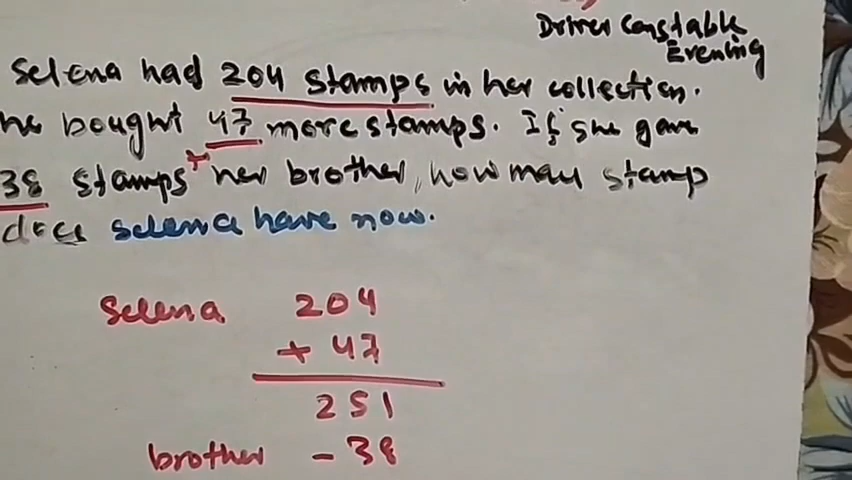 Driver Constable
Evening
Selena had 204 stamps in her collection.
he bought 47 more stamps. If she gave
38 stamps to her brother, how many stamp
does selena have now.
Selena 204
+ 47
251
brother - 38